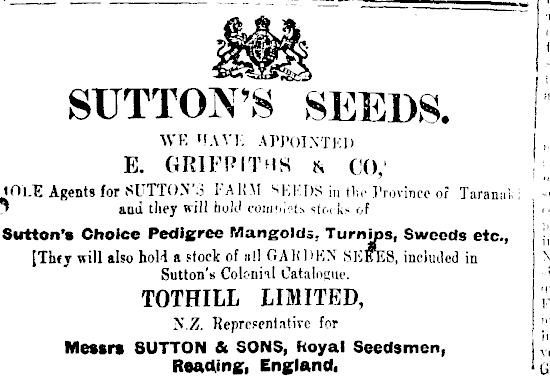 SUTTON'S SEEDS.
WE HAVE APPOINTED
E. GRIFFITHS & CO,
SOLE Agents for SUTTON'S FARM SEEDS in the Province of Taranaki
and they will hold complete stocks of
Sutton's Choice Pedigree Mangolds, Turnips, Sweeds etc.,
[They will also hold a stock of all GARDEN SEEES, included in
Sutton's Colonial Catalogue.
TOTHILL LIMITED,
N.Z. Representative for
Messrs SUTTON & SONS, Royal Seedsmen,
Reading, England,